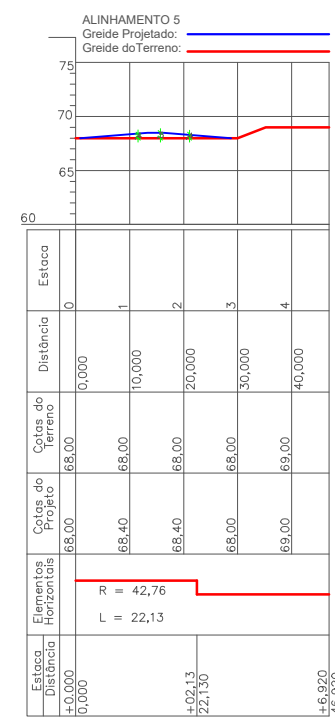 ALINHAMENTO 5
Greide Projetado:
Greide doTerreno:
75
70
65
60
Estaca
0
1
2
3
4
Distância
0,000
10,000
20,000
30,000
40,000
Cotas do
Terreno
68,00
68,00
68,00
68,00
69,00
Cotas do
Projeto
68,00
68,40
68,40
68,00
69,00
Elementos
Horizontais
R = 42,76
L = 22,13
Estaca
Distância
+0.000
0,000
+02,13
22,130
+6,920